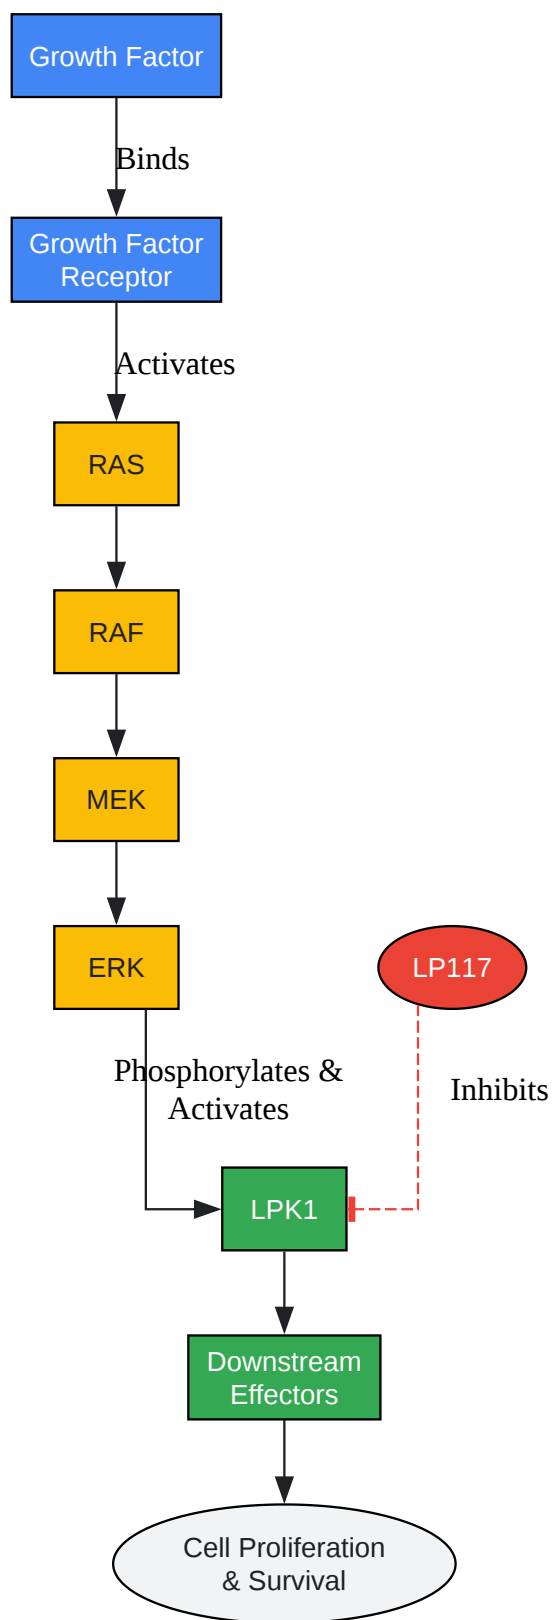 Growth Factor
Binds
Growth Factor
Receptor
Activates
RAS
RAF
MEK
ERK
LP117
Phosphorylates &
Activates
Inhibits
LPK1
Downstream
Effectors
Cell Proliferation
& Survival